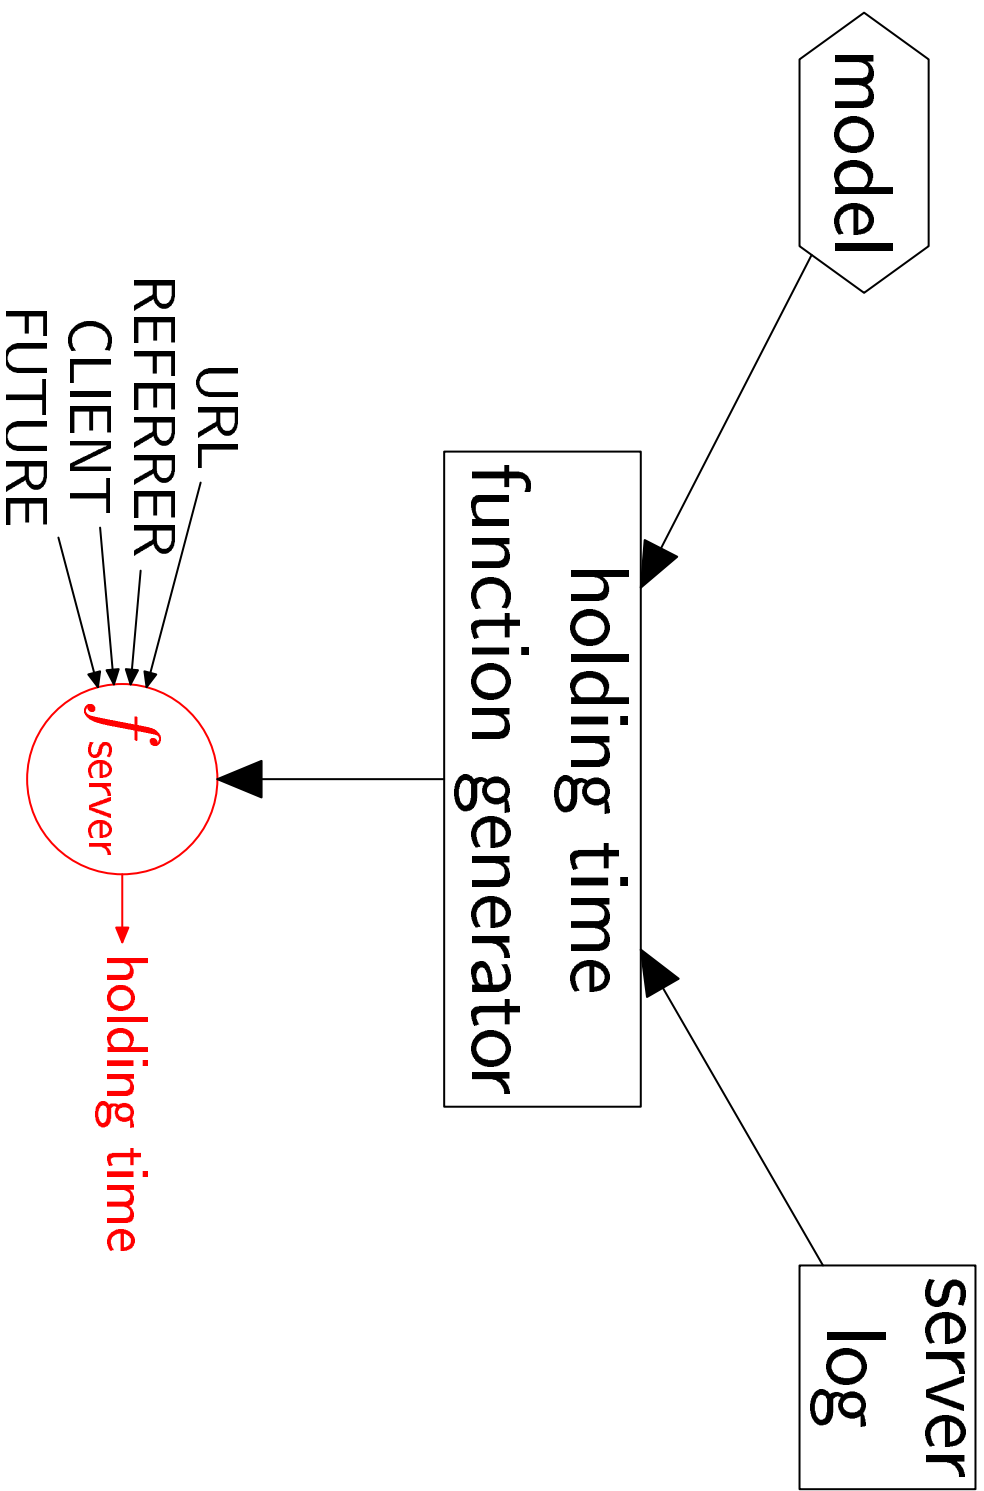 model
server
log
holding time
function generator
URL
REFERRER
CLIENT
FUTURE
f server
holding time